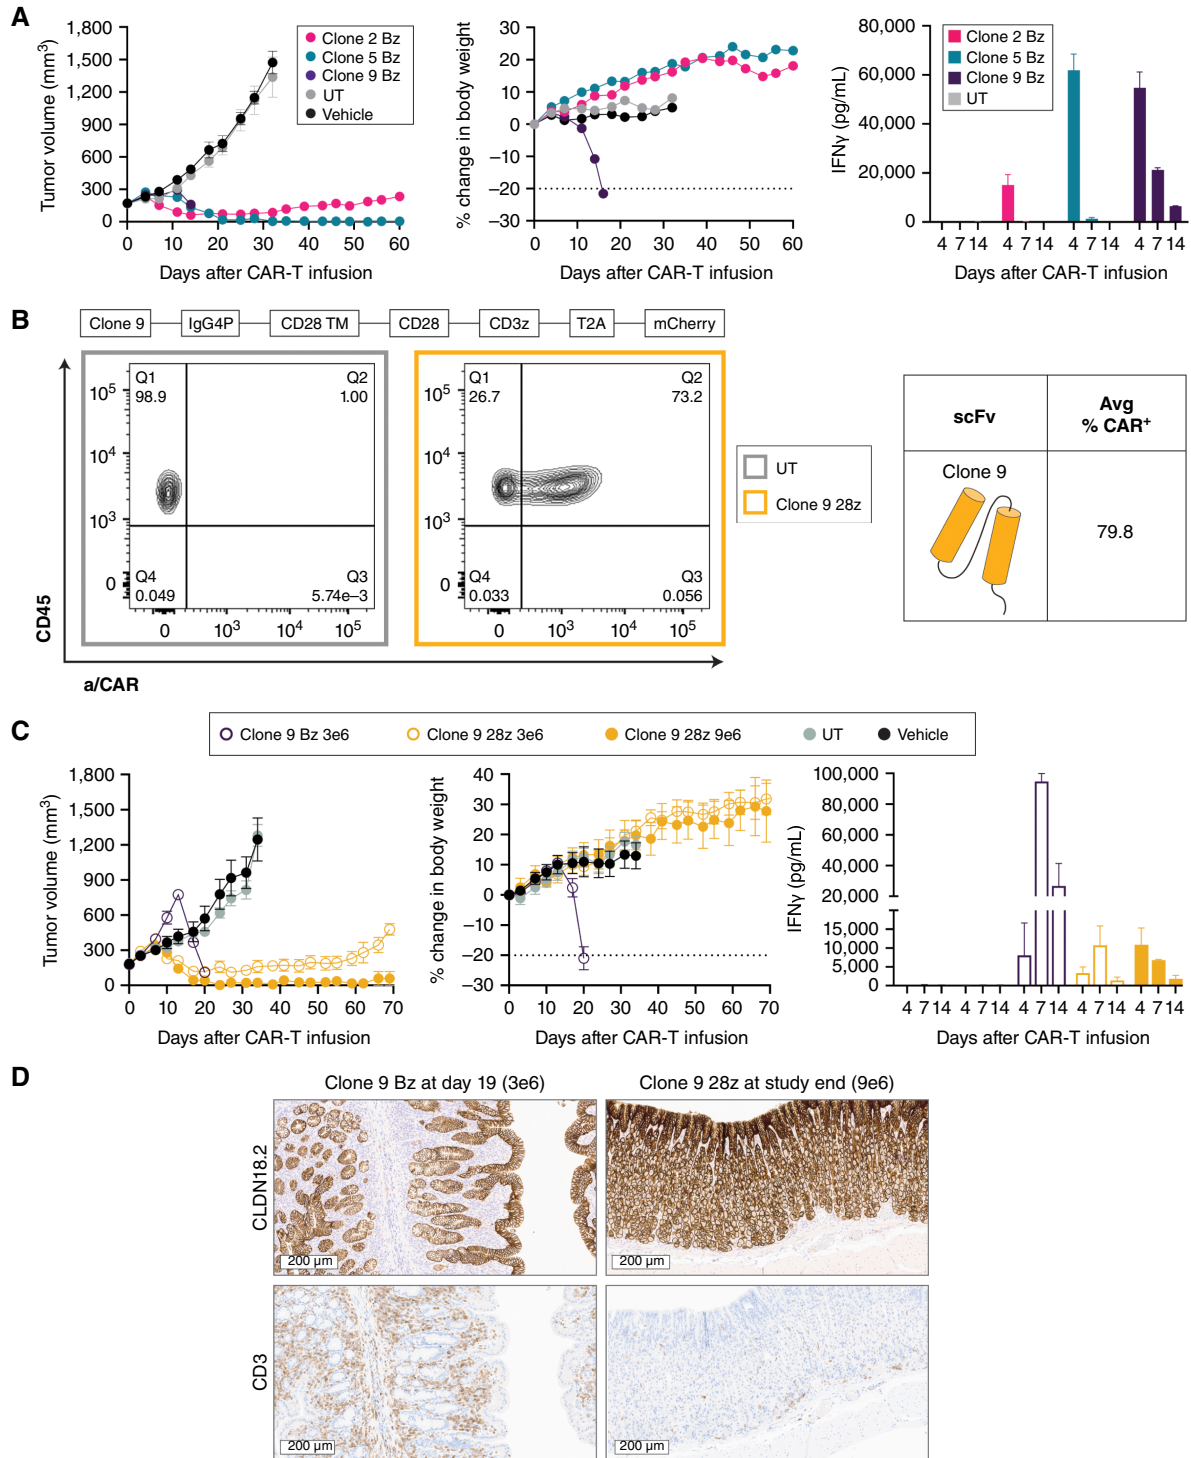 A
1,800
1,500
1,200
900
600
300
0
Tumor volume (mm³)
0 10 20 30 40 50 60
Days after CAR-T infusion
Clone 2 Bz
Clone 5 Bz
Clone 9 Bz
UT
Vehicle
30
20
10
0
−10
−20
−30
% change in body weight
0 10 20 30 40 50 60
Days after CAR-T infusion
80,000
60,000
40,000
20,000
0
IFNγ (pg/mL)
Clone 2 Bz
Clone 5 Bz
Clone 9 Bz
UT
4 7 14 4 7 14 4 7 14 4 7 14
Days after CAR-T infusion
B
Clone 9 IgG4P CD28 TM CD28 CD3z T2A mCherry
Q1 Q2
98.9 1.00
10⁵
10⁴
10³
0
Q4 Q3
0.049 5.74e−3
0 10³ 10⁴ 10⁵
Q1 Q2
26.7 73.2
10⁵
10⁴
10³
0
Q4 Q3
0.033 0.056
0 10³ 10⁴ 10⁵
CD45
a/CAR
UT
Clone 9 28z
scFv
Avg
% CAR⁺
Clone 9
79.8
C
Clone 9 Bz 3e6 Clone 9 28z 3e6 Clone 9 28z 9e6 UT Vehicle
1,800
1,500
1,200
900
600
300
0
Tumor volume (mm³)
0 10 20 30 40 50 60 70
Days after CAR-T infusion
40
30
20
10
0
−10
−20
−30
% change in body weight
0 10 20 30 40 50 60 70
Days after CAR-T infusion
100,000
80,000
60,000
40,000
20,000
15,000
10,000
5,000
0
IFNγ (pg/mL)
4 7 14 4 7 14 4 7 14 4 7 14 4 7 14
Days after CAR-T infusion
D
Clone 9 Bz at day 19 (3e6) Clone 9 28z at study end (9e6)
CLDN18.2
200 μm
200 μm
CD3
200 μm
200 μm